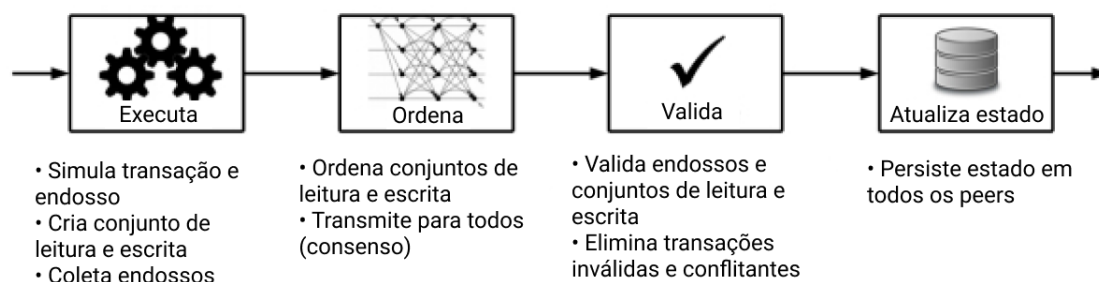 Executa
Ordena
Valida
Atualiza estado
• Simula transação e
endosso
• Cria conjunto de
leitura e escrita
• Coleta endossos
• Ordena conjuntos de
leitura e escrita
• Transmite para todos
(consenso)
• Valida endossos e
conjuntos de leitura e
escrita
• Elimina transações
inválidas e conflitantes
• Persiste estado em
todos os peers